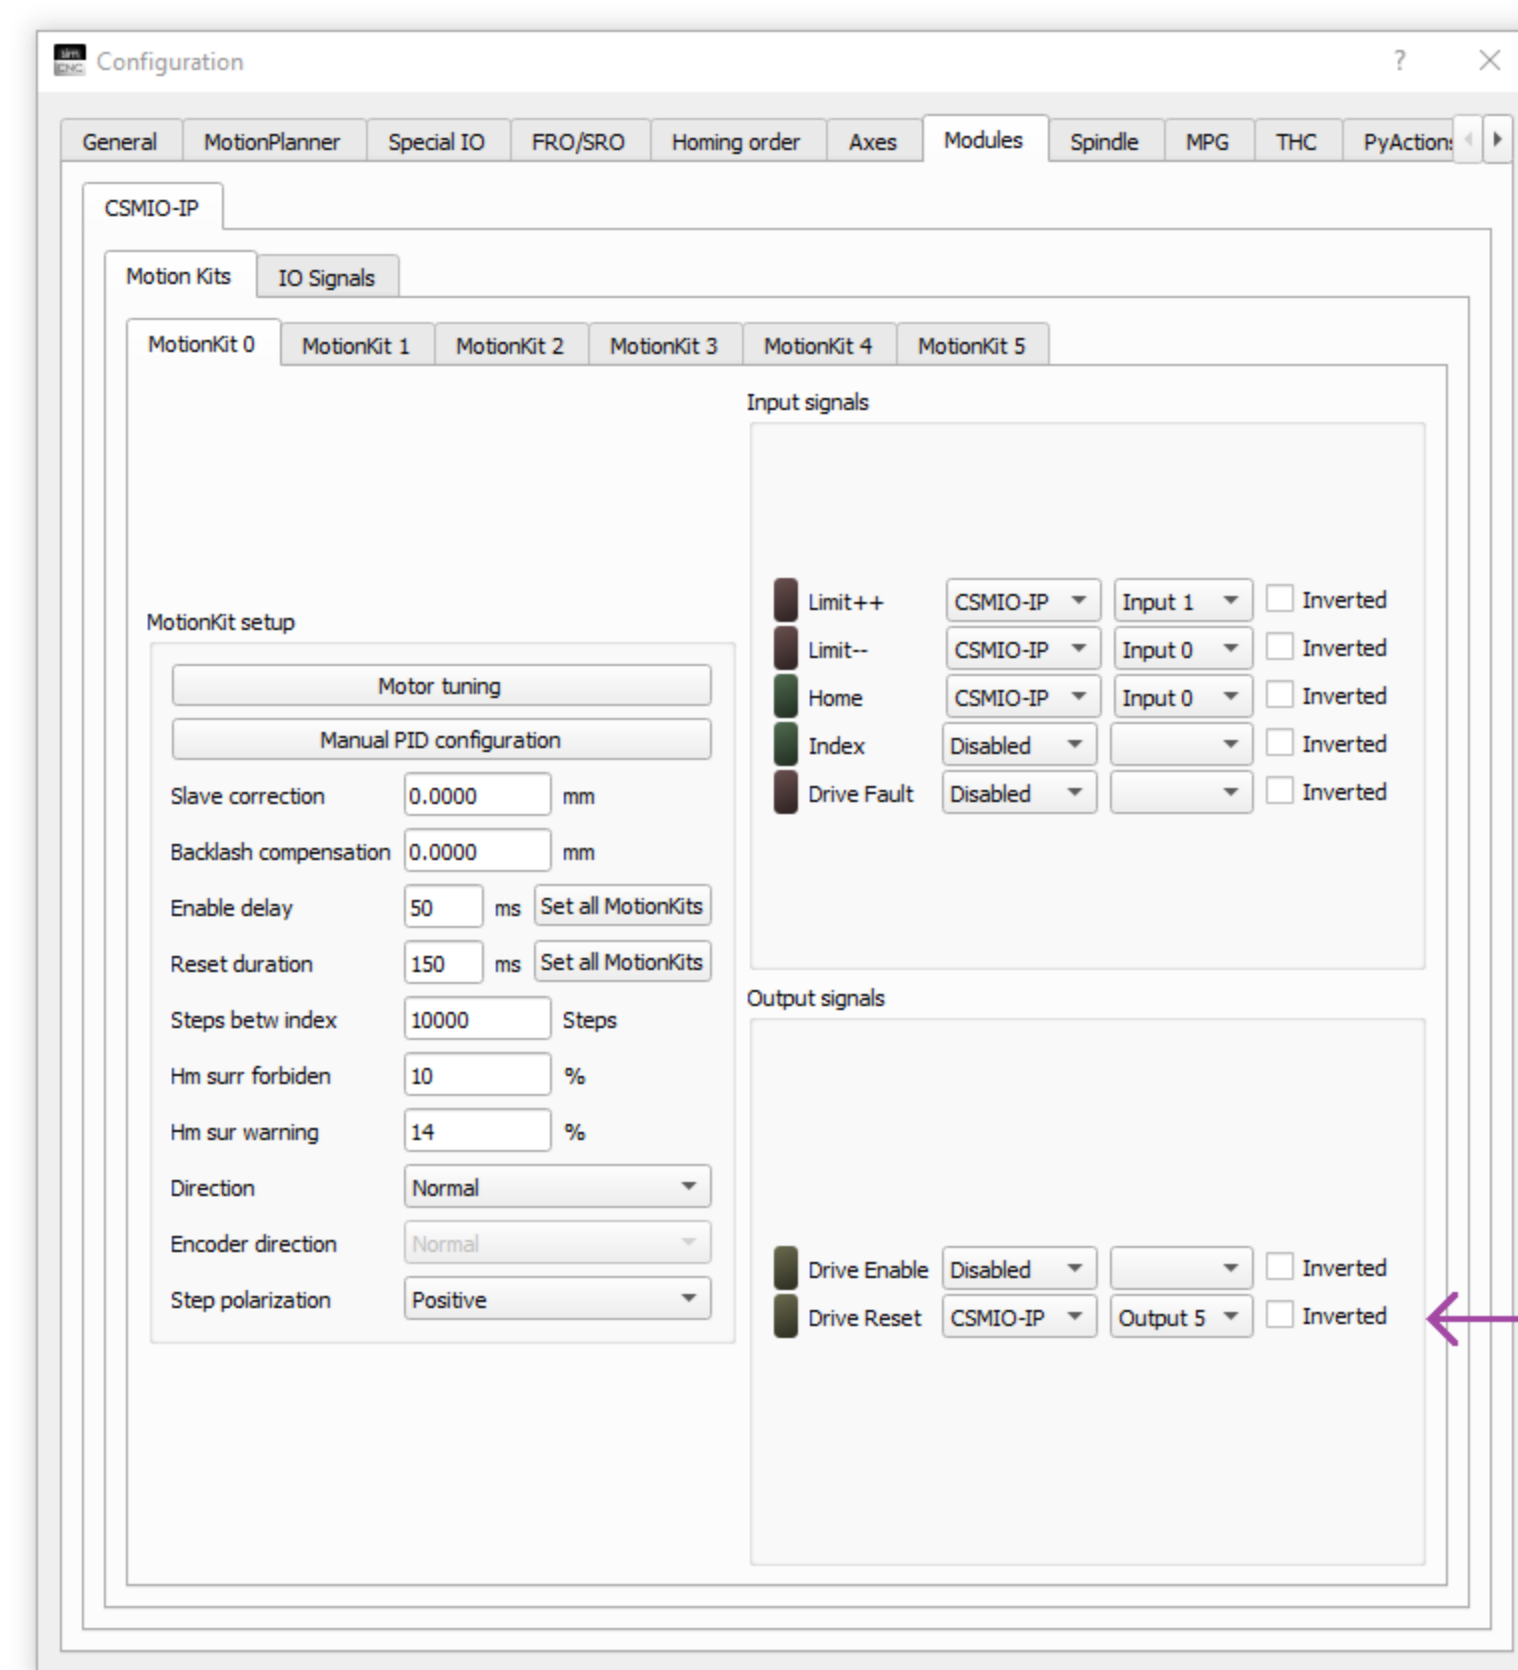 sim
CNC
Configuration
?
General MotionPlanner Special IO FRO/SRO Homing order Axes Modules Spindle MPG THC PyActions
CSMIO-IP
Motion Kits IO Signals
MotionKit 0 MotionKit 1 MotionKit 2 MotionKit 3 MotionKit 4 MotionKit 5
MotionKit setup
Motor tuning
Manual PID configuration
Slave correction 0.0000 mm
Backlash compensation 0.0000 mm
Enable delay 50 ms Set all MotionKits
Reset duration 150 ms Set all MotionKits
Steps betw index 10000 Steps
Hm surr forbiden 10 %
Hm sur warning 14 %
Direction Normal
Encoder direction Normal
Step polarization Positive
Input signals
Limit++ CSMIO-IP Input 1 Inverted
Limit-- CSMIO-IP Input 0 Inverted
Home CSMIO-IP Input 0 Inverted
Index Disabled Inverted
Drive Fault Disabled Inverted
Output signals
Drive Enable Disabled Inverted
Drive Reset CSMIO-IP Output 5 Inverted